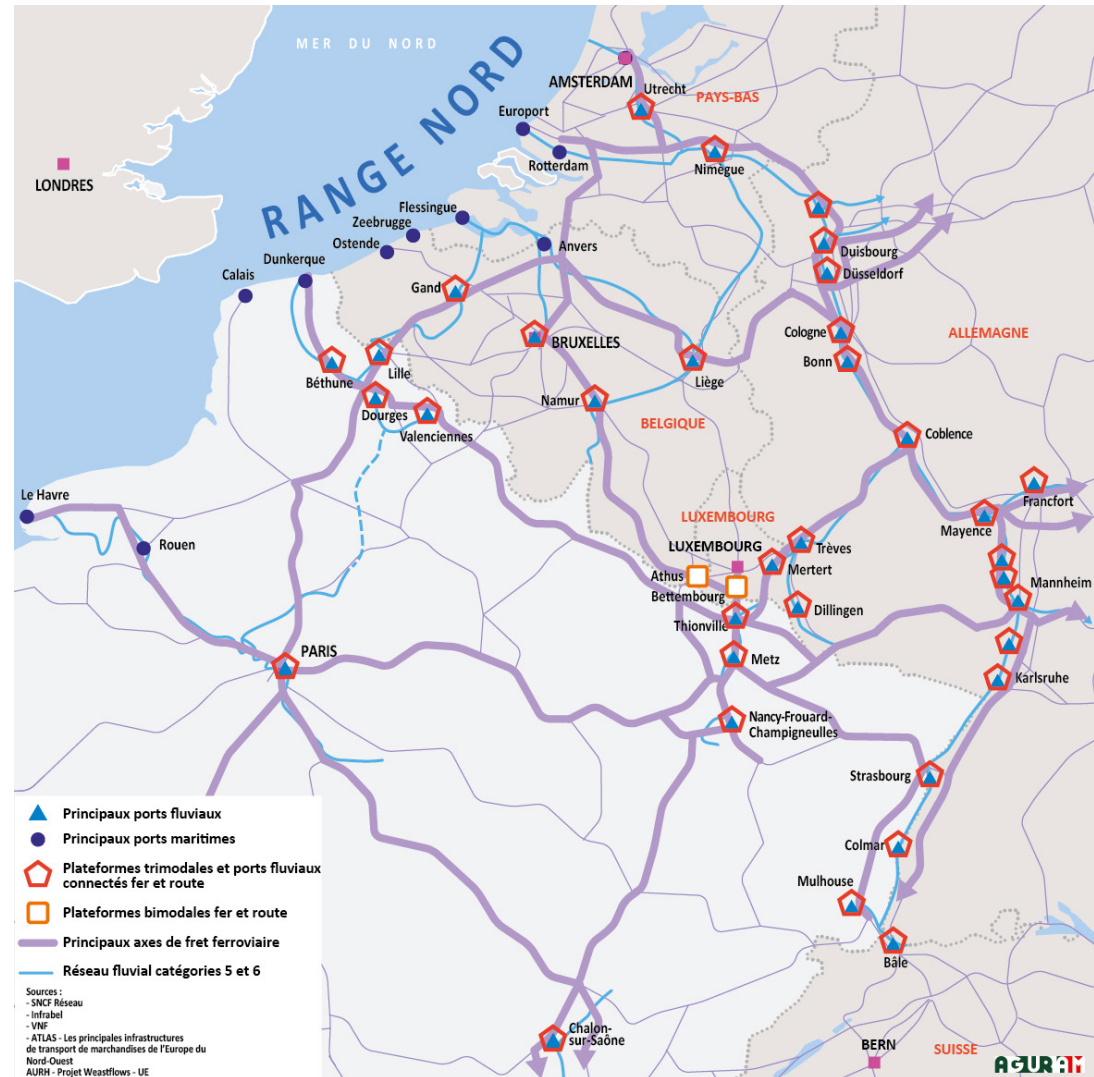 MER DU NORD
RANGE NORD
AMSTERDAM
Utrecht
PAYS-BAS
Europort
LONDRES
Rotterdam
Nimègue
Flessingue
Zeebrugge
Ostende
Anvers
Duisbourg
Dunkerque
Düsseldorf
Calais
Gand
Cologne
ALLEMAGNE
BRUXELLES
Bonn
Lille
Béthune
Liège
Namur
Dourges
BELGIQUE
Valenciennes
Coblence
Le Havre
Francfort
LUXEMBOURG
Mayence
Rouen
LUXEMBOURG
Trèves
Mertert
Athus
Mannheim
Bettembourg
Dillingen
Thionville
PARIS
Metz
Karlsruhe
Nancy-Frouard-
Champigneulles
Strasbourg
Colmar
Mulhouse
Bâle
Chalon-
sur-Saône
BERN
SUISSE
Principaux ports fluviaux
Principaux ports maritimes
Plateformes trimodales et ports fluviaux
connectés fer et route
Plateformes bimodales fer et route
Principaux axes de fret ferroviaire
Réseau fluvial catégories 5 et 6
Sources :
- SNCF Réseau
- Infrabel
- VNF
- ATLAS - Les principales infrastructures
de transport de marchandises de l'Europe du
Nord-Ouest
AURH - Projet Weastflows - UE
AGURAM